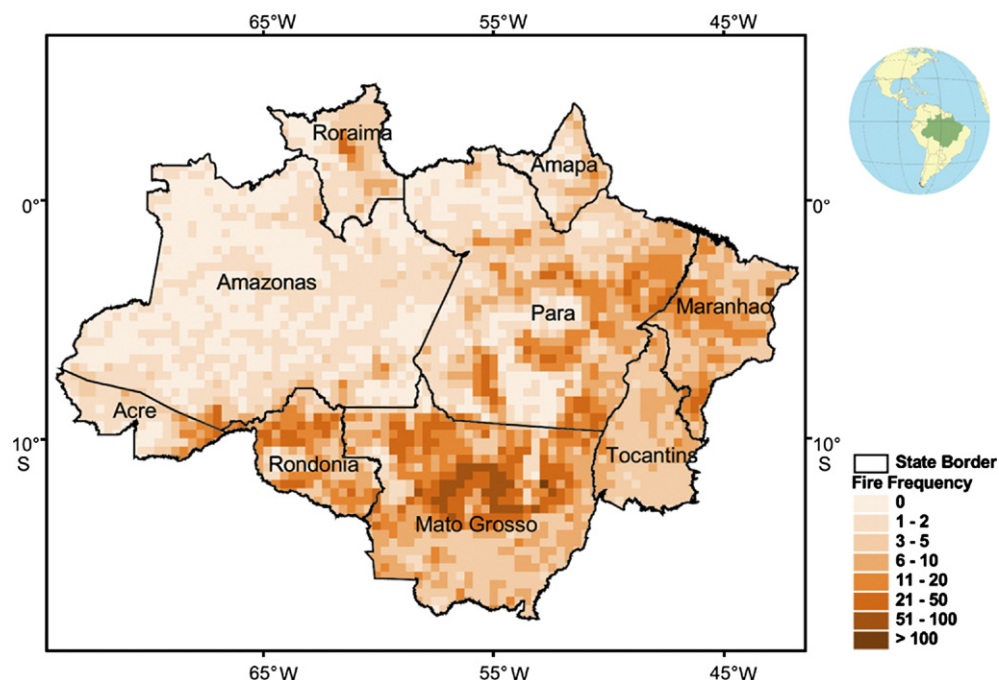 65°W 55°W 45°W
Roraima
Amapa
0° 0°
Amazonas
Para
Maranhao
Acre
10° 10°
S S
Rondonia
Tocantins
Mato Grosso
State Border
Fire Frequency
0
1 - 2
3 - 5
6 - 10
11 - 20
21 - 50
51 - 100
> 100
65°W 55°W 45°W